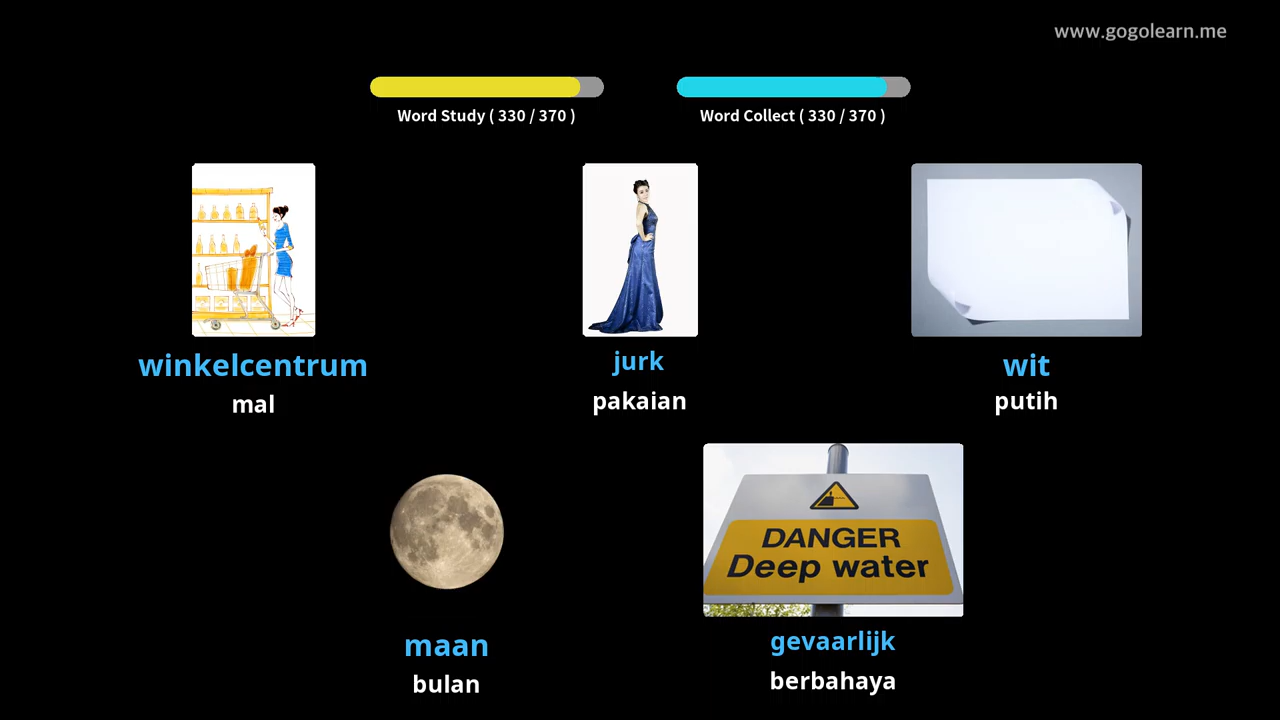 www.gogolearn.me
Word Study ( 330 / 370 )
Word Collect ( 330 / 370 )
winkelcentrum
mal
jurk
pakaian
wit
putih
DANGER
Deep water
maan
bulan
gevaarlijk
berbahaya